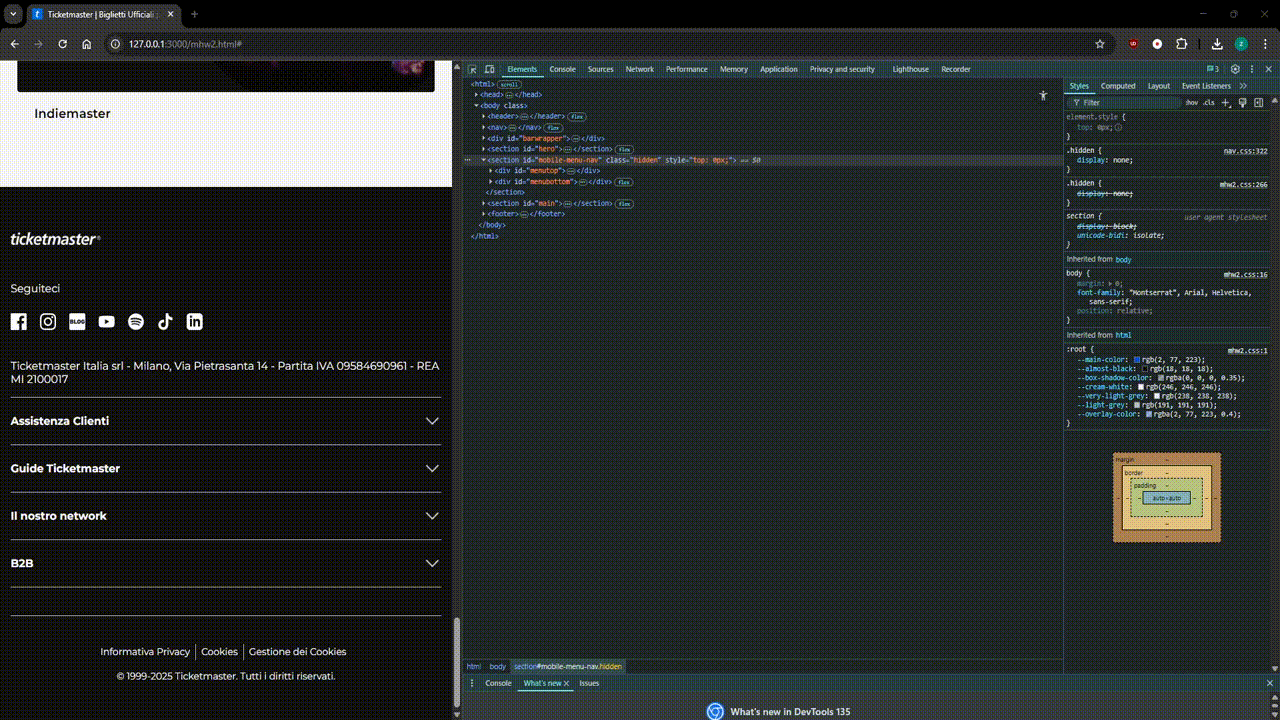 Ticketmaster | Biglietti Ufficiali
127.0.0.1:3000/mhw2.html#
Indiemaster
ticketmaster®
Seguiteci
BLOG
Ticketmaster Italia srl - Milano, Via Pietrasanta 14 - Partita IVA 09584690961 - REA
MI 2100017
Assistenza Clienti
Guide Ticketmaster
Il nostro network
B2B
Informativa Privacy
Cookies
Gestione dei Cookies
© 1999-2025 Ticketmaster. Tutti i diritti riservati.
Elements Console Sources Network Performance Memory Application Privacy and security Lighthouse Recorder 3
<html> scroll
<head> </head>
<body class>
<header> </header> flex
<nav> </nav> flex
<div id="barwrapper"> </div>
<section id="hero"> </section> flex
<section id="mobile-menu-nav" class="hidden" style="top: 0px;"> == $0
<div id="menutop"> </div>
<div id="menubottom"> </div> flex
</section>
<section id="main"> </section> flex
<footer> </footer>
</body>
</html>
html body section#mobile-menu-nav.hidden
Styles Computed Layout Event Listeners
Filter :hov .cls
element.style {
top: 0px;
}
.hidden { nav.css:322
display: none;
}
.hidden { mhw2.css:266
display: none;
}
section { user agent stylesheet
display: block;
unicode-bidi: isolate;
}
Inherited from body
body { mhw2.css:16
margin: 0;
font-family: "Montserrat", Arial, Helvetica,
sans-serif;
position: relative;
}
Inherited from html
:root { mhw2.css:1
--main-color: rgb(2, 77, 223);
--almost-black: rgb(18, 18, 18);
--box-shadow-color: rgba(0, 0, 0, 0.35);
--cream-white: rgb(246, 246, 246);
--very-light-grey: rgb(238, 238, 238);
--light-grey: rgb(191, 191, 191);
--overlay-color: rgba(2, 77, 223, 0.4);
}
margin –
border –
padding –
– – – auto×auto – – –
–
–
–
Console What's new Issues
What's new in DevTools 135